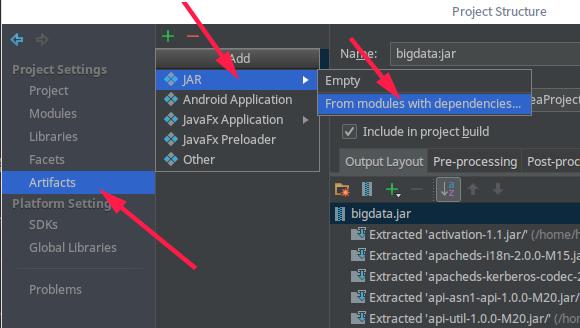 Project Structure
Add
Project Settings
Project
Modules
Libraries
Facets
Artifacts
Platform Settings
SDKs
Global Libraries
Problems
JAR
Android Application
JavaFx Application
JavaFx Preloader
Other
Empty
From modules with dependencies...
Name: bigdata:jar
eaProject
Include in project build
Output Layout Pre-processing Post-proc
bigdata.jar
Extracted 'activation-1.1.jar/' (/home/h
Extracted 'apacheds-i18n-2.0.0-M15.ja
Extracted 'apacheds-kerberos-codec-2
Extracted 'api-asn1-api-1.0.0-M20.jar/
Extracted 'api-util-1.0.0-M20.jar/' (/ho